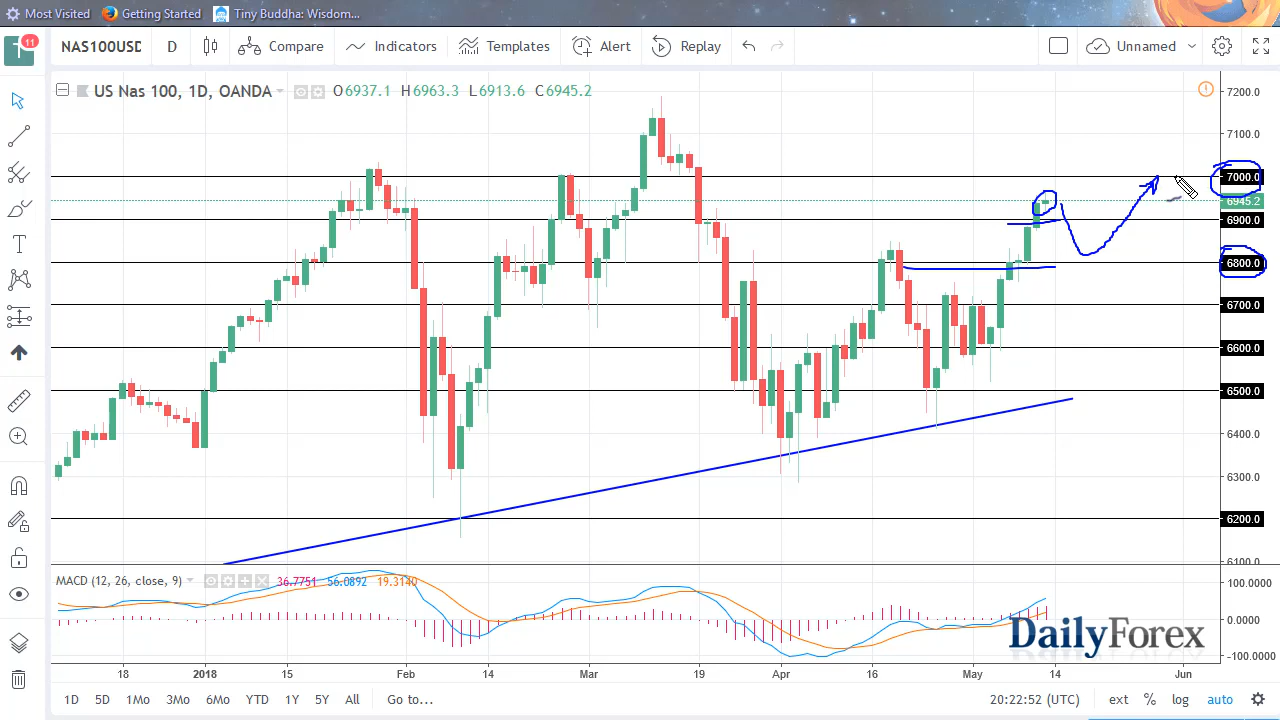 Most Visited Getting Started Tiny Buddha: Wisdom...
T 11 NAS100USD D Compare Indicators Templates Alert Replay Unnamed
US Nas 100, 1D, OANDA O6937.1 H6963.3 L6913.6 C6945.2
7200.0
7100.0
7000.0
6945.2
6900.0
6800.0
6700.0
6600.0
6500.0
6400.0
6300.0
6200.0
6100.0
MACD (12, 26, close, 9) 36.7751 56.0892 19.3140
100.0000
0.0000
-100.0000
DailyForex
18 2018 15 Feb 14 Mar 19 Apr 16 May 14 Jun
1D 5D 1Mo 3Mo 6Mo YTD 1Y 5Y All Go to... 20:22:52 (UTC) ext % log auto